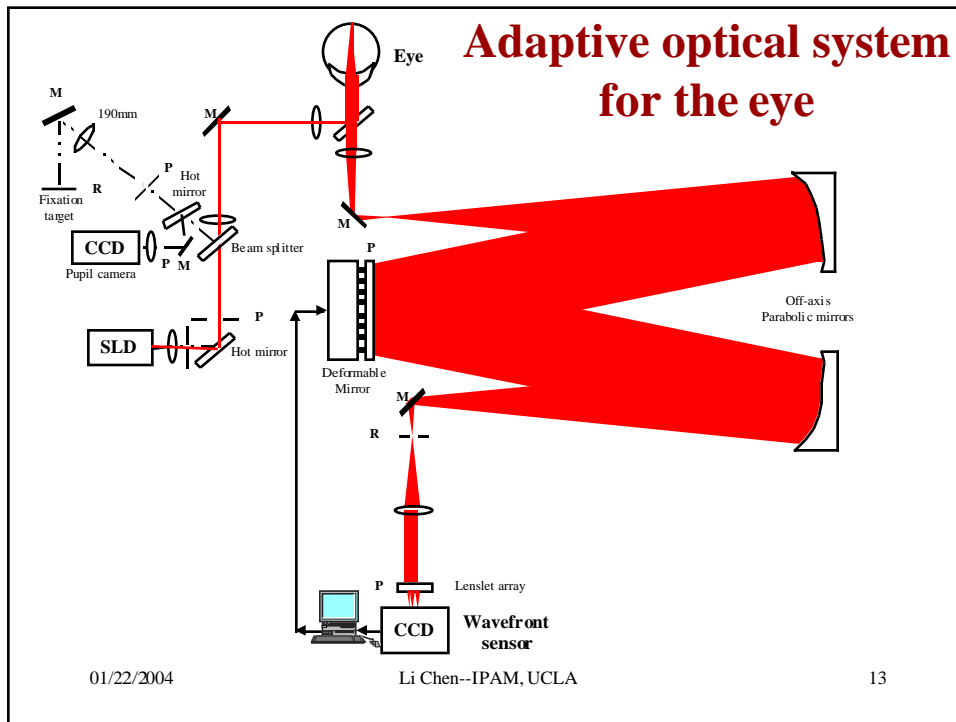 Adaptive optical system
for the eye
Eye
M
190mm
M
P
Hot
mirror
R
Fixation
target
CCD
P
M
Pupil camera
Beam splitter
M
P
P
SLD
Hot mirror
Deformable
Mirror
Off-axis
Parabolic mirrors
M
R
P
Lenslet array
CCD
Wavefront
sensor
01/22/2004
Li Chen--IPAM, UCLA
13